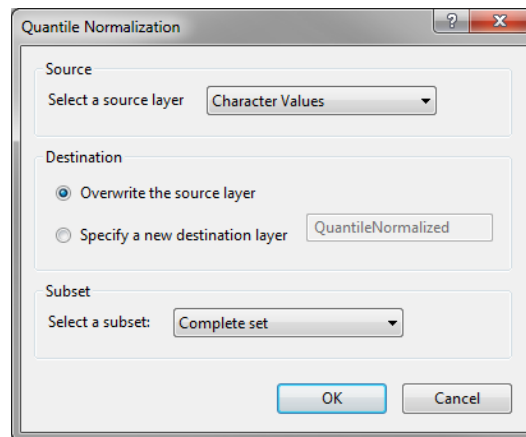 Quantile Normalization
Source
Select a source layer Character Values
Destination
Overwrite the source layer
Specify a new destination layer QuantileNormalized
Subset
Select a subset: Complete set
OK Cancel